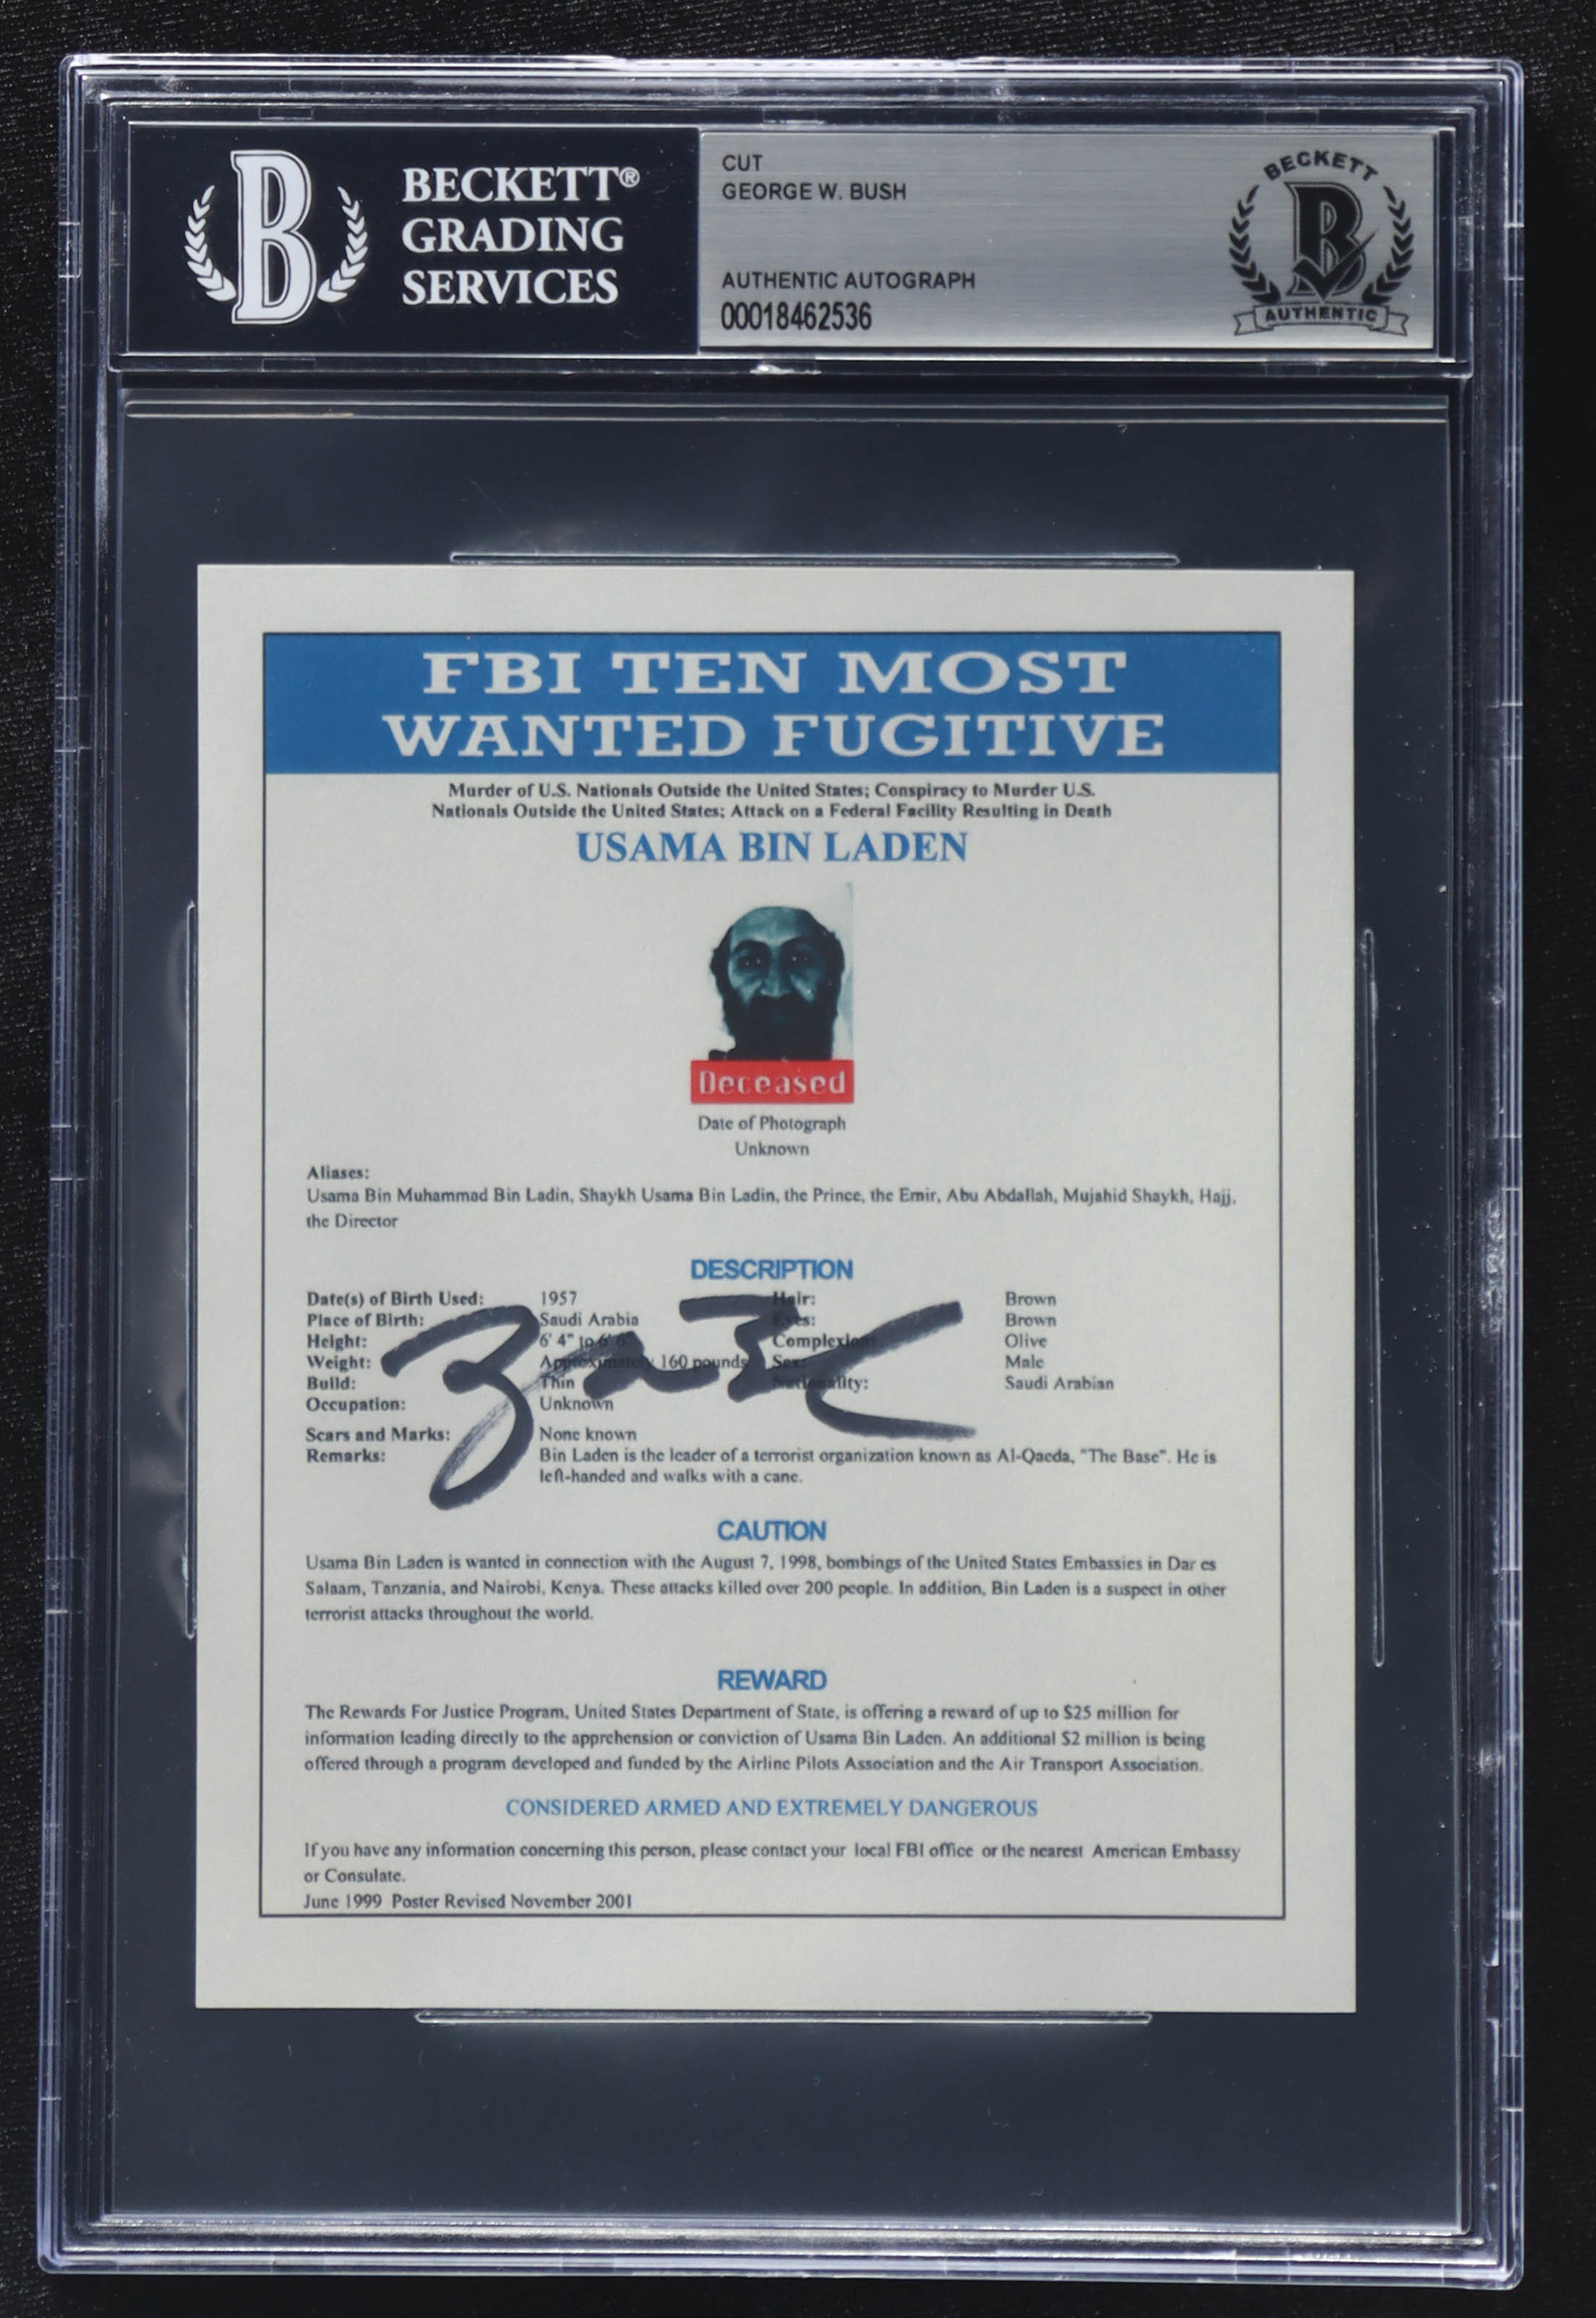 BECKETT®
GRADING
SERVICES
CUT
GEORGE W. BUSH
AUTHENTIC AUTOGRAPH
00018462536
BECKETT
AUTHENTIC
FBI TEN MOST
WANTED FUGITIVE
Murder of U.S. Nationals Outside the United States; Conspiracy to Murder U.S.
Nationals Outside the United States; Attack on a Federal Facility Resulting in Death
USAMA BIN LADEN
Deceased
Date of Photograph
Unknown
Aliases:
Usama Bin Muhammad Bin Ladin, Shaykh Usama Bin Ladin, the Prince, the Emir, Abu Abdallah, Mujahid Shaykh, Hajj,
the Director
DESCRIPTION
Date(s) of Birth Used: 1957 Hair: Brown
Place of Birth: Saudi Arabia Eyes: Brown
Height: 6' 4" to 6' 6" Complexion: Olive
Weight: Approximately 160 pounds Sex: Male
Build: Thin Nationality: Saudi Arabian
Occupation: Unknown
Scars and Marks: None known
Remarks: Bin Laden is the leader of a terrorist organization known as Al-Qaeda, "The Base". He is
left-handed and walks with a cane.
CAUTION
Usama Bin Laden is wanted in connection with the August 7, 1998, bombings of the United States Embassies in Dar es
Salaam, Tanzania, and Nairobi, Kenya. These attacks killed over 200 people. In addition, Bin Laden is a suspect in other
terrorist attacks throughout the world.
REWARD
The Rewards For Justice Program, United States Department of State, is offering a reward of up to $25 million for
information leading directly to the apprehension or conviction of Usama Bin Laden. An additional $2 million is being
offered through a program developed and funded by the Airline Pilots Association and the Air Transport Association.
CONSIDERED ARMED AND EXTREMELY DANGEROUS
If you have any information concerning this person, please contact your local FBI office or the nearest American Embassy
or Consulate.
June 1999 Poster Revised November 2001